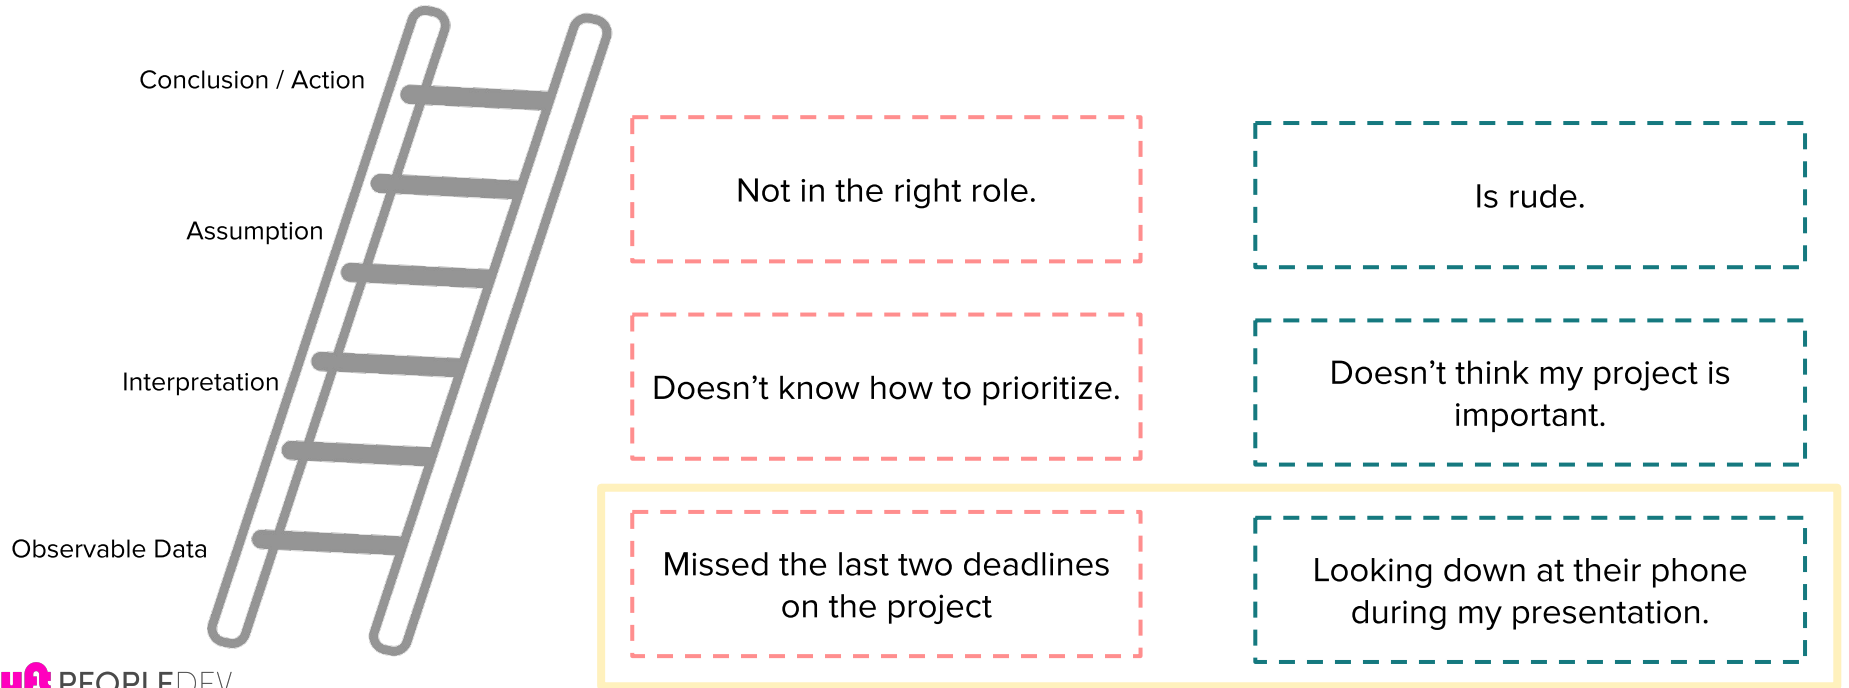 Conclusion / Action
Assumption
Interpretation
Observable Data
Not in the right role.
Is rude.
Doesn’t know how to prioritize.
Doesn’t think my project is
important.
Missed the last two deadlines
on the project
Looking down at their phone
during my presentation.
PEOPLEDEV